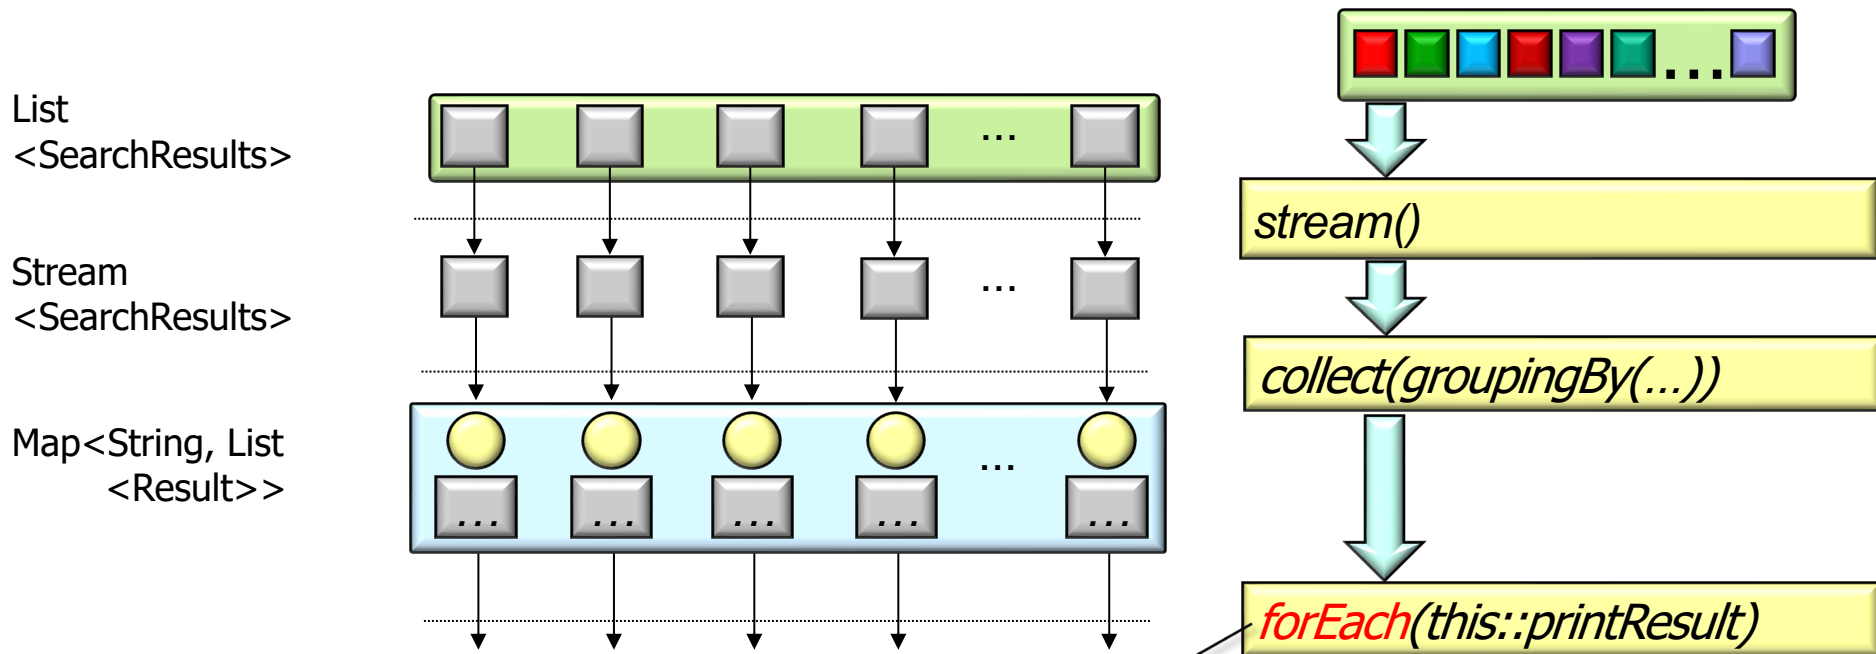 List
<SearchResults>
...
Stream
<SearchResults>
...
Map<String, List
<Result>>
...
... ... ... ... ...
...
stream()
collect(groupingBy(...))
forEach(this::printResult)